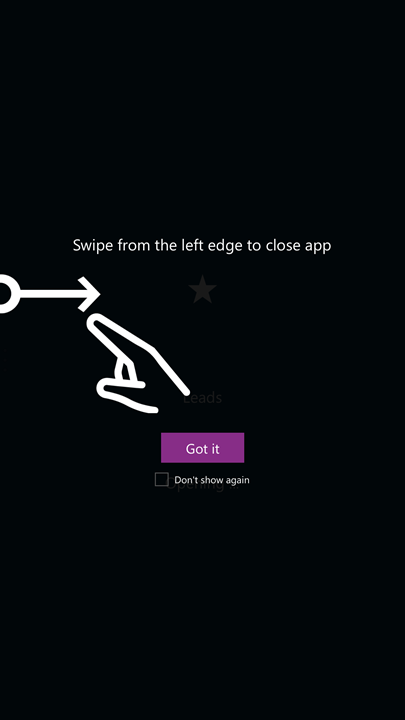 Swipe from the left edge to close app
Leads
Got it
Don't show again